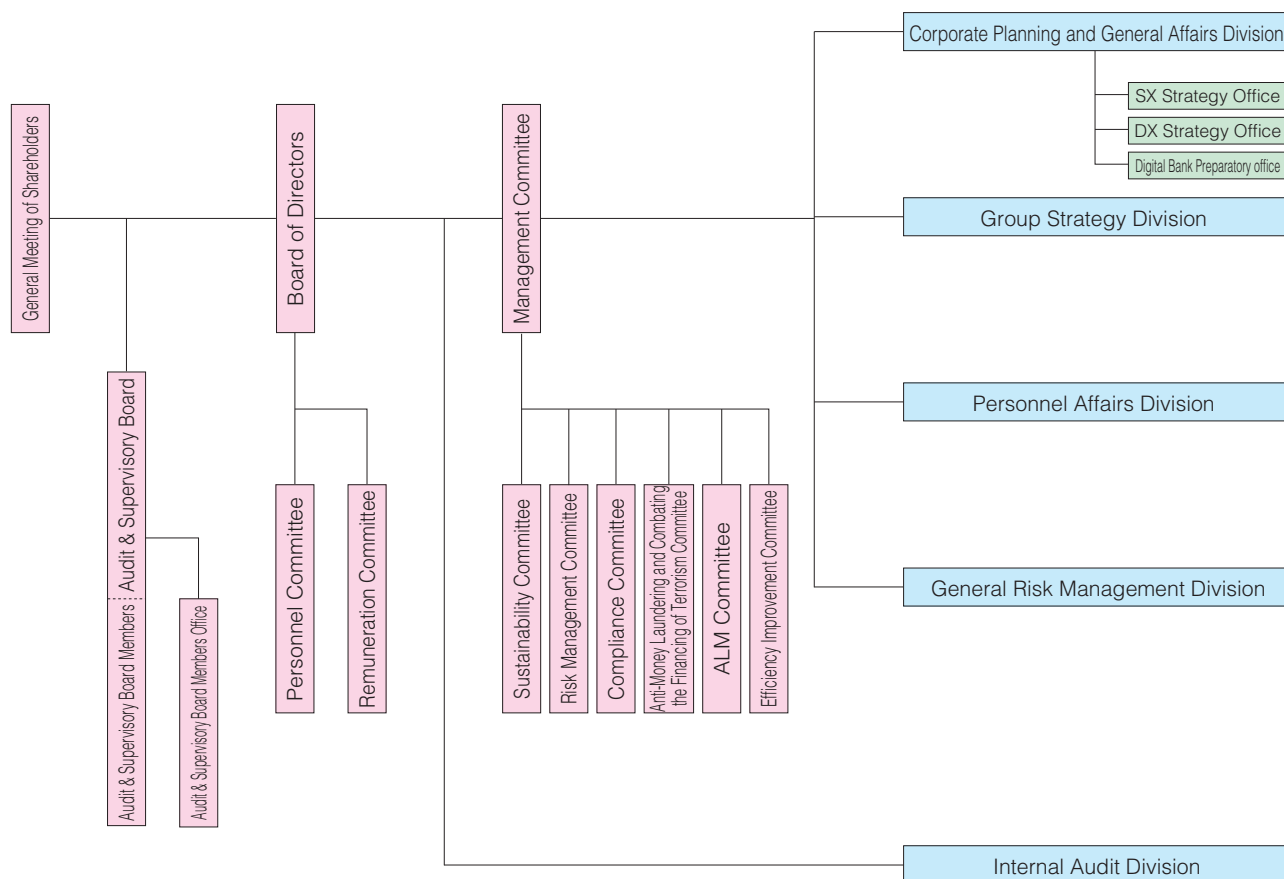 General Meeting of Shareholders
Audit & Supervisory Board
Audit & Supervisory Board Members
Audit & Supervisory Board Members Office
Board of Directors
Personnel Committee
Remuneration Committee
Management Committee
Sustainability Committee
Risk Management Committee
Compliance Committee
Anti-Money Laundering and Combating
the Financing of Terrorism Committee
ALM Committee
Efficiency Improvement Committee
Corporate Planning and General Affairs Division
SX Strategy Office
DX Strategy Office
Digital Bank Preparatory office
Group Strategy Division
Personnel Affairs Division
General Risk Management Division
Internal Audit Division